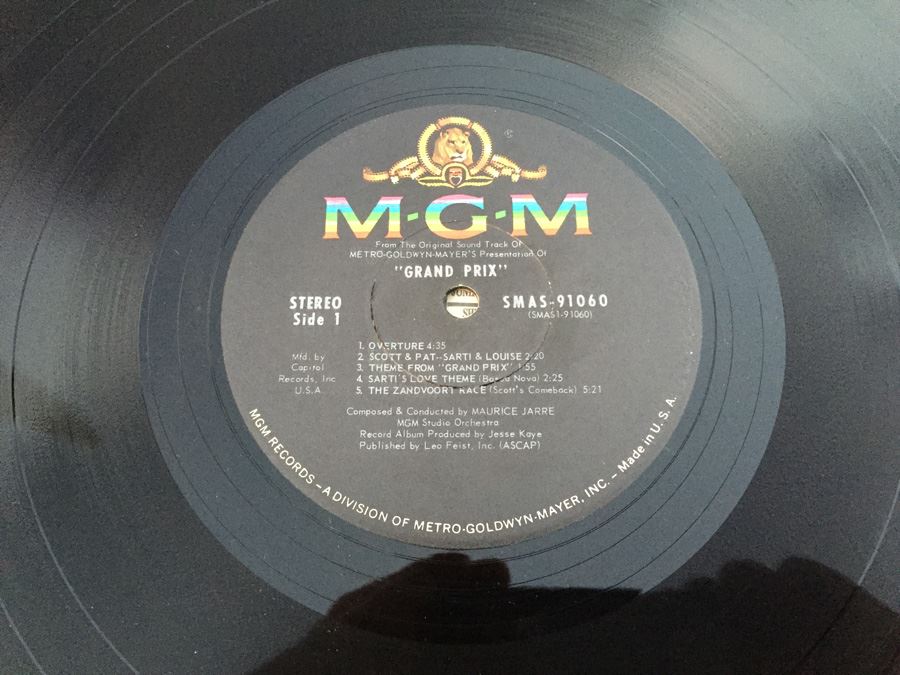 M·G·M
From The Original Sound Track Of
METRO-GOLDWYN-MAYER'S Presentation Of
"GRAND PRIX"
STEREO
Side 1
SMAS-91060
(SMAS1-91060)
1. OVERTURE 4:35
2. SCOTT & PAT--SARTI & LOUISE 2:20
3. THEME FROM "GRAND PRIX" 1:55
4. SARTI'S LOVE THEME (Bossa Nova) 2:25
5. THE ZANDVOORT RACE (Scott's Comeback) 5:21
Mfd. by
Capitol
Records, Inc
U.S.A.
Composed & Conducted by MAURICE JARRE
MGM Studio Orchestra
Record Album Produced by Jesse Kaye
Published by Leo Feist, Inc. (ASCAP)
MGM RECORDS – A DIVISION OF METRO-GOLDWYN-MAYER, INC. – Made in U.S.A.